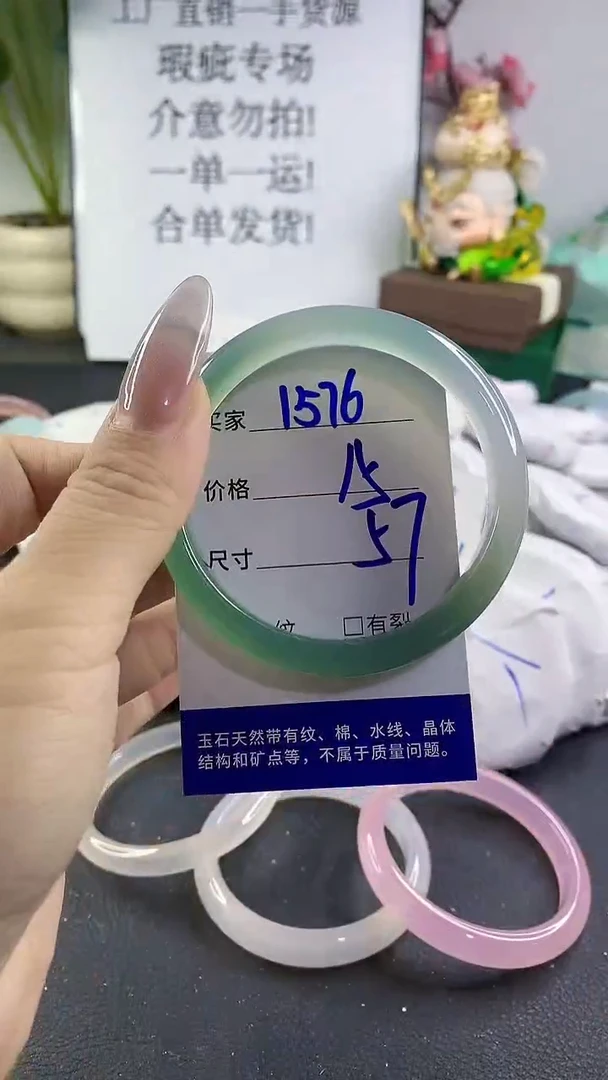 工厂直销一手货源
瑕疵专场
介意勿拍!
一单一运!
合单发货!
买家 1576
价格
尺寸 57
纹 □有裂
玉石天然带有纹、棉、水线、晶体
结构和矿点等，不属于质量问题。